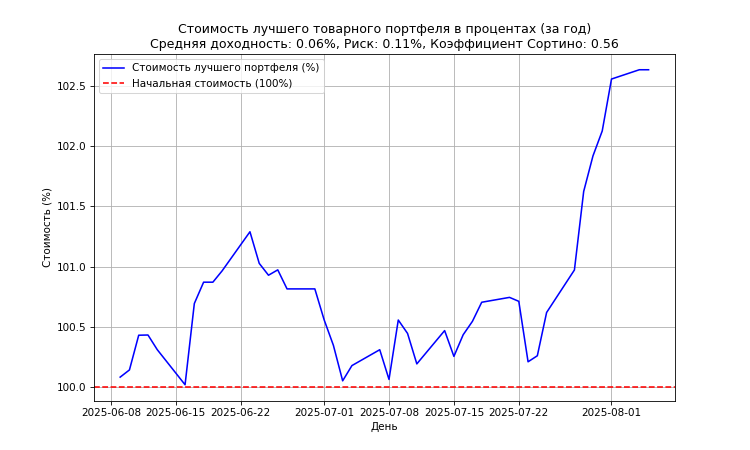 Стоимость лучшего товарного портфеля в процентах (за год)
Средняя доходность: 0.06%, Риск: 0.11%, Коэффициент Сортино: 0.56
Стоимость лучшего портфеля (%)
Начальная стоимость (100%)
Стоимость (%)
102.5
102.0
101.5
101.0
100.5
100.0
2025-06-08 2025-06-15 2025-06-22 2025-07-01 2025-07-08 2025-07-15 2025-07-22 2025-08-01
День